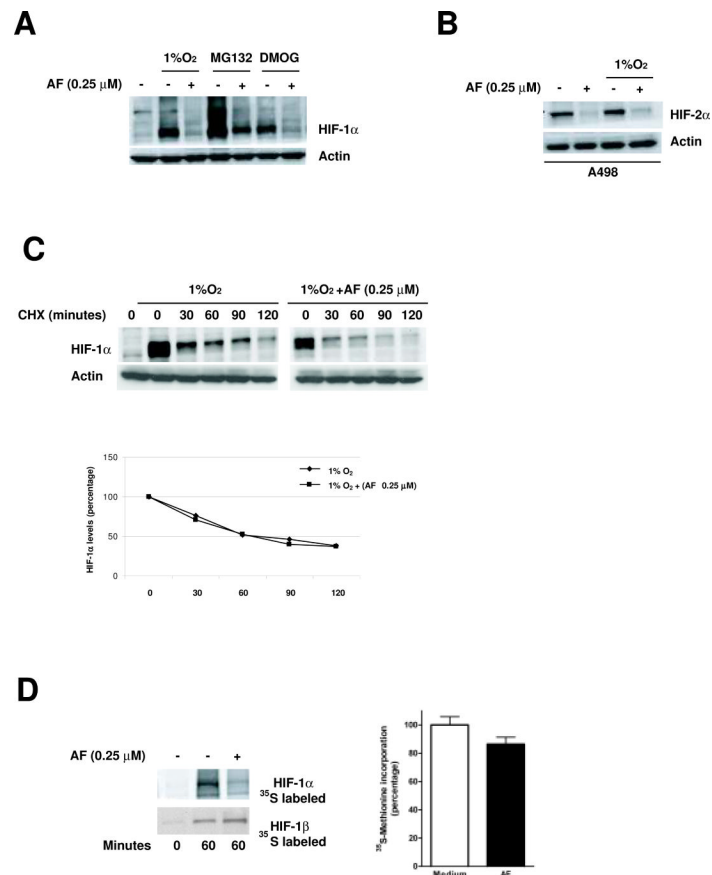 A
1%O2 MG132 DMOG
AF (0.25 μM) - - + - + - +
HIF-1α
Actin
B
1%O2
AF (0.25 μM) - + - +
HIF-2α
Actin
A498
C
1%O2 1%O2 +AF (0.25 μM)
CHX (minutes) 0 0 30 60 90 120 0 30 60 90 120
HIF-1α
Actin
150
100
50
0
HIF-1α levels (percentage)
1% O2
1% O2 + (AF 0.25 μM)
0 30 60 90 120
D
AF (0.25 μM) - - +
HIF-1α
35S labeled
HIF-1β
35S labeled
Minutes 0 60 60
35S-Methionine incorporation
(percentage)
100
80
60
40
20
0
Medium AF